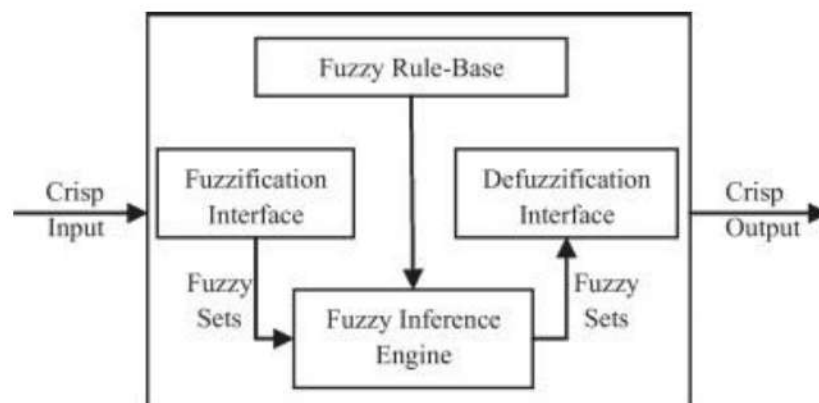 Fuzzy Rule-Base
Crisp
Input
Fuzzification
Interface
Defuzzification
Interface
Crisp
Output
Fuzzy
Sets
Fuzzy Inference
Engine
Fuzzy
Sets